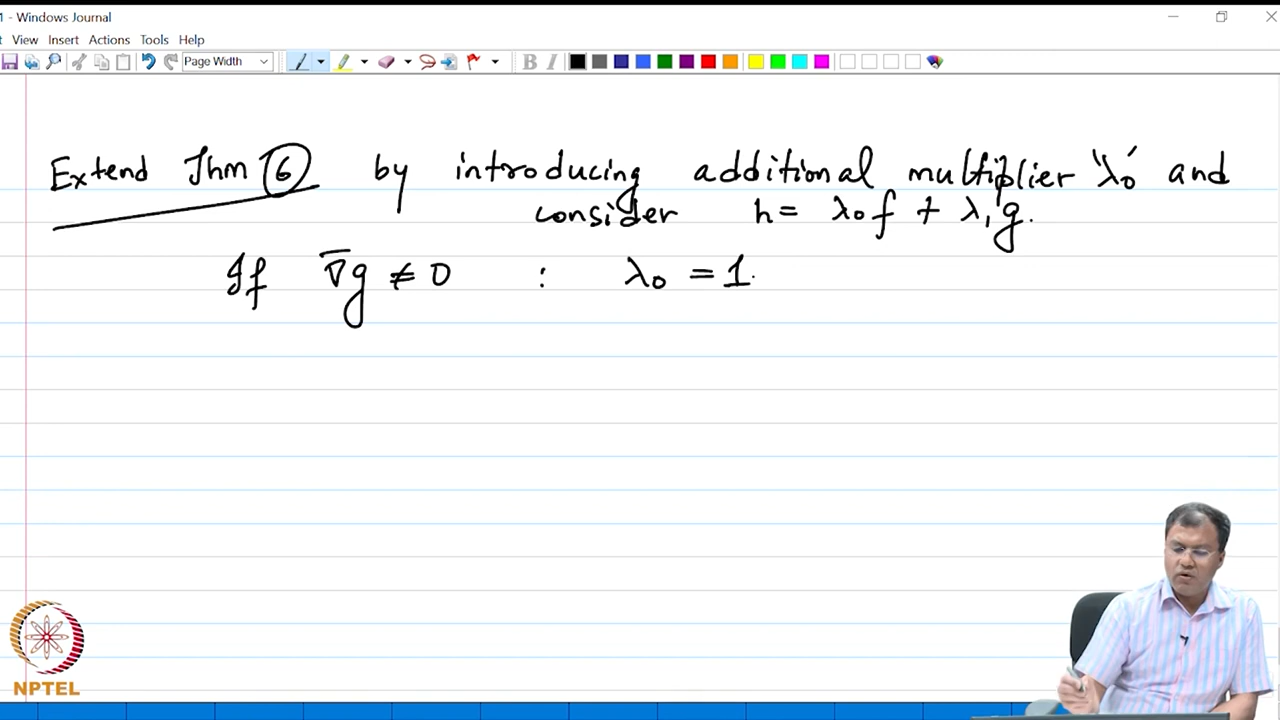 1 - Windows Journal
t View Insert Actions Tools Help
Page Width
B I
Extend Thm 6 by introducing additional multiplier 'λ₀' and
consider h = λ₀f + λ₁g.
If ∇̅g ≠ 0 : λ₀ = 1.
NPTEL